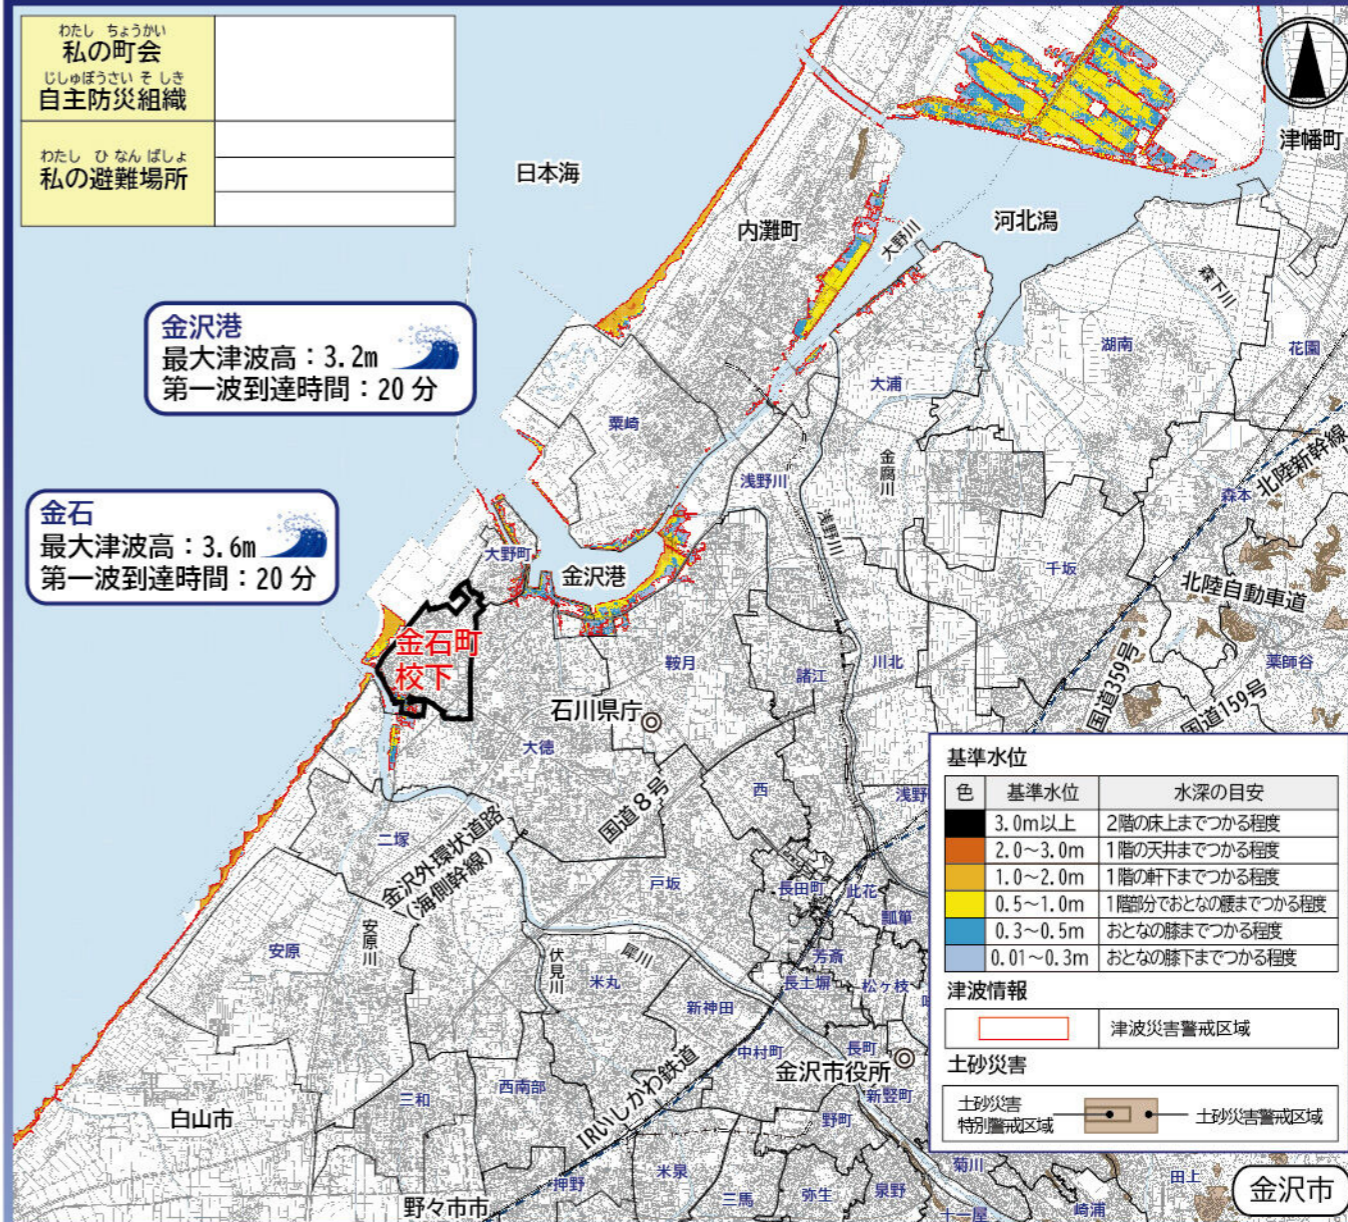 わたし ちょうかい
私の町会
じしゅぼうさい そ しき
自主防災組織
わたし ひ なん ばしょ
私の避難場所
日本海
津幡町
内灘町
大野川
河北潟
森下川
金沢港
最大津波高：3.2m
第一波到達時間：20分
湖南
花園
大浦
粟崎
金腐川
浅野川
浅野川
北陸新幹線
森本
金石
最大津波高：3.6m
第一波到達時間：20分
大野町
金沢港
千坂
北陸自動車道
金石町
校下
鞍月
諸江
川北
国道359号
薬師谷
国道159号
石川県庁
大徳
西
浅野
国道8号
二塚
金沢外環状道路
（海側幹線）
戸坂
長田町
此花
瓢箪
安原
安原川
伏見川
犀川
米丸
芳斎
長土塀
松ヶ枝
新神田
中村町
長町
金沢市役所
新竪町
西南部
三和
白山市
IRいしかわ鉄道
野町
米泉
押野
三馬
弥生
泉野
菊川
十一屋
崎浦
田上
野々市市
基準水位
色 基準水位 水深の目安
3.0m以上 2階の床上までつかる程度
2.0～3.0m 1階の天井までつかる程度
1.0～2.0m 1階の軒下までつかる程度
0.5～1.0m 1階部分でおとなの腰までつかる程度
0.3～0.5m おとなの膝までつかる程度
0.01～0.3m おとなの膝下までつかる程度
津波情報
津波災害警戒区域
土砂災害
土砂災害
特別警戒区域
土砂災害警戒区域
金沢市